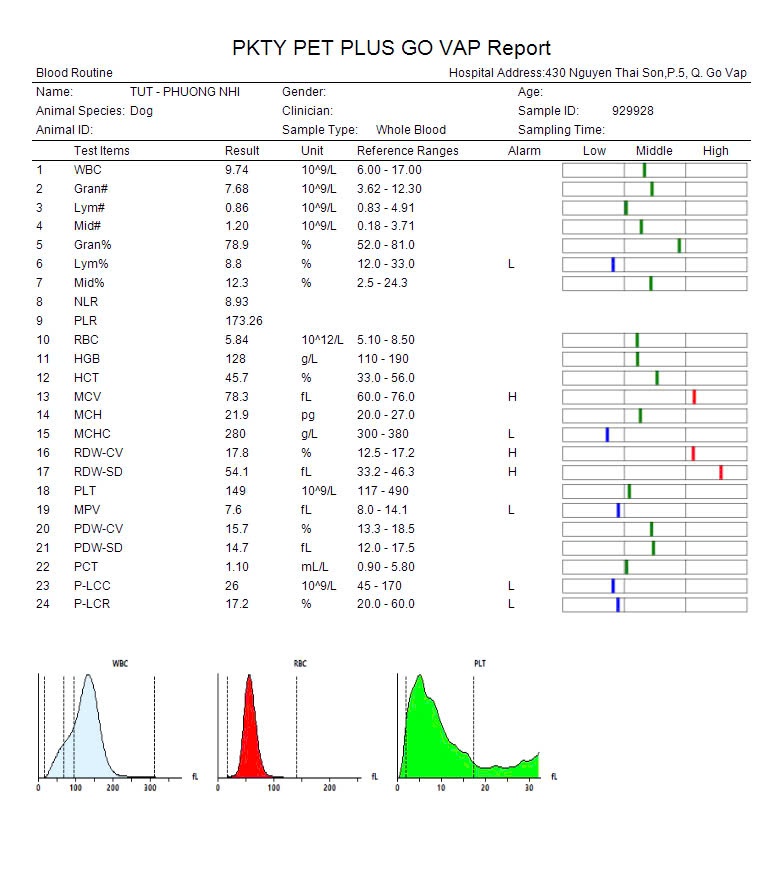 PKTY PET PLUS GO VAP Report
Blood Routine Hospital Address:430 Nguyen Thai Son,P.5, Q. Go Vap
Name: TUT - PHUONG NHI Gender: Age:
Animal Species: Dog Clinician: Sample ID: 929928
Animal ID: Sample Type: Whole Blood Sampling Time:
Test Items Result Unit Reference Ranges Alarm Low Middle High
1 WBC 9.74 10^9/L 6.00 - 17.00
2 Gran# 7.68 10^9/L 3.62 - 12.30
3 Lym# 0.86 10^9/L 0.83 - 4.91
4 Mid# 1.20 10^9/L 0.18 - 3.71
5 Gran% 78.9 % 52.0 - 81.0
6 Lym% 8.8 % 12.0 - 33.0 L
7 Mid% 12.3 % 2.5 - 24.3
8 NLR 8.93
9 PLR 173.26
10 RBC 5.84 10^12/L 5.10 - 8.50
11 HGB 128 g/L 110 - 190
12 HCT 45.7 % 33.0 - 56.0
13 MCV 78.3 fL 60.0 - 76.0 H
14 MCH 21.9 pg 20.0 - 27.0
15 MCHC 280 g/L 300 - 380 L
16 RDW-CV 17.8 % 12.5 - 17.2 H
17 RDW-SD 54.1 fL 33.2 - 46.3 H
18 PLT 149 10^9/L 117 - 490
19 MPV 7.6 fL 8.0 - 14.1 L
20 PDW-CV 15.7 % 13.3 - 18.5
21 PDW-SD 14.7 fL 12.0 - 17.5
22 PCT 1.10 mL/L 0.90 - 5.80
23 P-LCC 26 10^9/L 45 - 170 L
24 P-LCR 17.2 % 20.0 - 60.0 L
WBC RBC PLT
fL fL fL
0 100 200 300 0 100 200 0 10 20 30